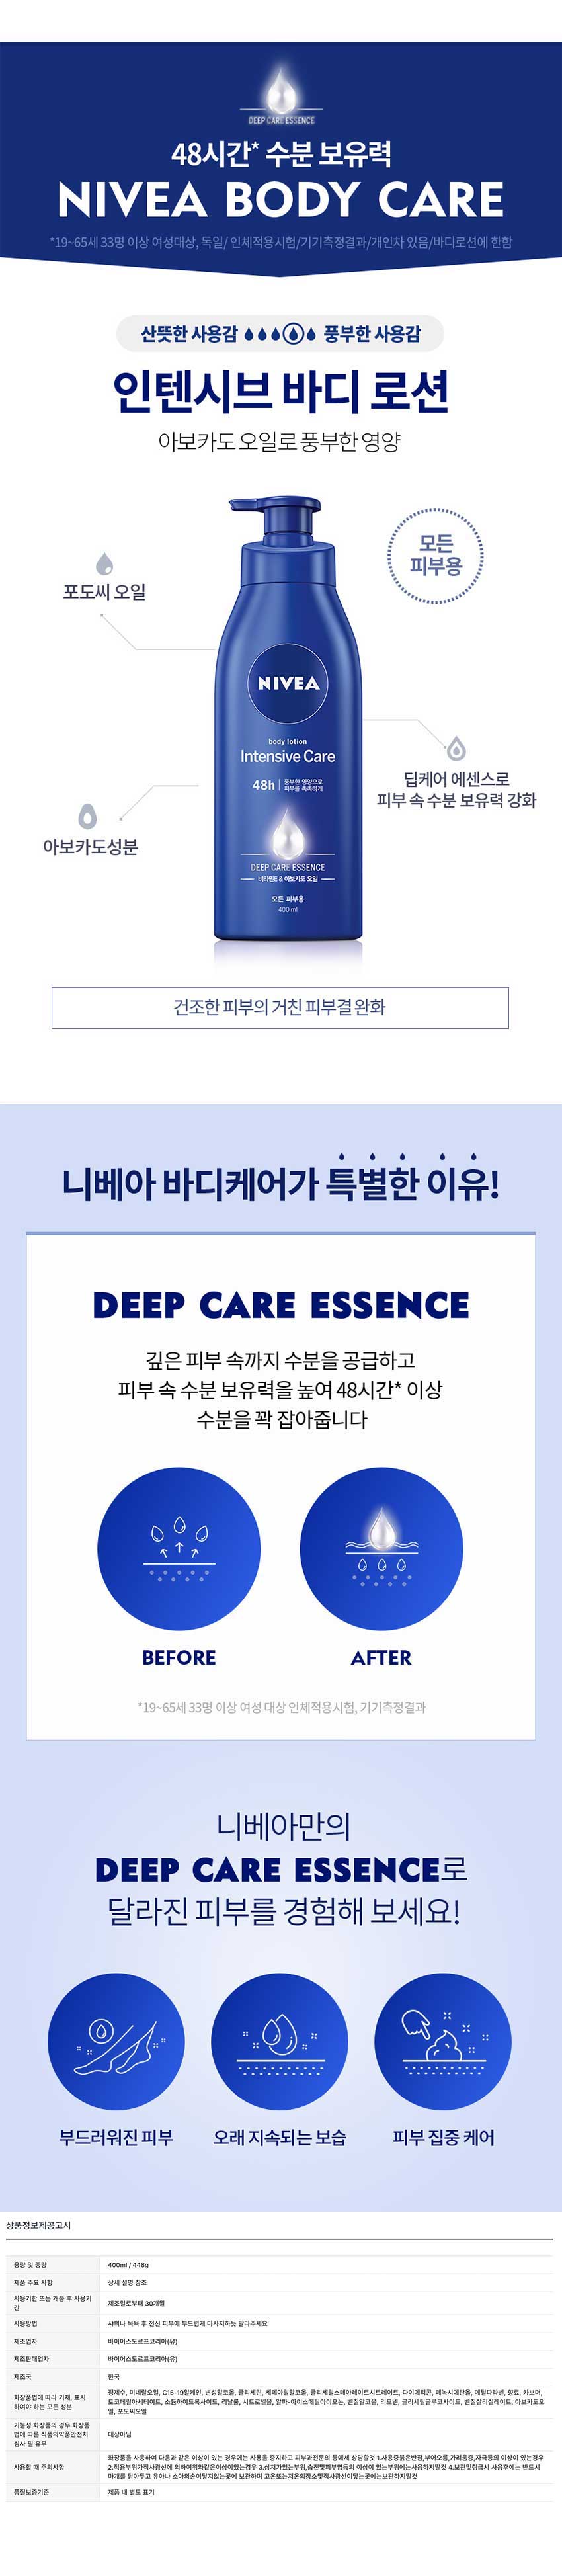 DEEP CARE ESSENCE
48시간* 수분 보유력
NIVEA BODY CARE
*19~65세 33명 이상 여성대상, 독일/ 인체적용시험/기기측정결과/개인차 있음/바디로션에 한함
산뜻한 사용감 풍부한 사용감
인텐시브 바디 로션
아보카도 오일로 풍부한 영양
모든
피부용
포도씨 오일
NIVEA
body lotion
Intensive Care
48h
풍부한 영양으로
피부를 촉촉하게
딥케어 에센스로
피부 속 수분 보유력 강화
아보카도성분
DEEP CARE ESSENCE
비타민E & 아보카도 오일
모든 피부용
400 ml
건조한 피부의 거친 피부결 완화
니베아 바디케어가 특별한 이유!
DEEP CARE ESSENCE
깊은 피부 속까지 수분을 공급하고
피부 속 수분 보유력을 높여 48시간* 이상
수분을 꽉 잡아줍니다
BEFORE
AFTER
*19~65세 33명 이상 여성 대상 인체적용시험, 기기측정결과
니베아만의
DEEP CARE ESSENCE로
달라진 피부를 경험해 보세요!
부드러워진 피부
오래 지속되는 보습
피부 집중 케어
상품정보제공고시
용량 및 중량 400ml / 448g
제품 주요 사항 상세 설명 참조
사용기한 또는 개봉 후 사용기
간
제조일로부터 30개월
사용방법 샤워나 목욕 후 전신 피부에 부드럽게 마사지하듯 발라주세요
제조업자 바이어스도르프코리아(유)
제조판매업자 바이어스도르프코리아(유)
제조국 한국
화장품법에 따라 기재, 표시
하여야 하는 모든 성분
정제수, 미네랄오일, C15-19알케인, 변성알코올, 글리세린, 세테아릴알코올, 글리세릴스테아레이트시트레이트, 다이메티콘, 페녹시에탄올, 메틸파라벤, 향료, 카보머,
토코페릴아세테이트, 소듐하이드록사이드, 리날룰, 시트로넬올, 알파-아이소메틸아이오논, 벤질알코올, 리모넨, 글리세릴글루코사이드, 벤질살리실레이트, 아보카도오
일, 포도씨오일
기능성 화장품의 경우 화장품
법에 따른 식품의약품안전처
심사 필 유무
대상아님
사용할 때 주의사항
화장품을 사용하여 다음과 같은 이상이 있는 경우에는 사용을 중지하고 피부과전문의 등에세 상담할것 1.사용중붉은반점,부어오름,가려움증,자극등의 이상이 있는경우
2.적용부위가직사광선에 의하여위와같은이상이있는경우 3.상처가있는부위,습진및피부염등의 이상이 있는부위에는사용하지말것 4.보관및취급시 사용후에는 반드시
마개를 닫아두고 유아나 소아의손이닿지않는곳에 보관하며 고온또는저온의장소및직사광선이닿는곳에는보관하지말것
품질보증기준 제품 내 별도 표기